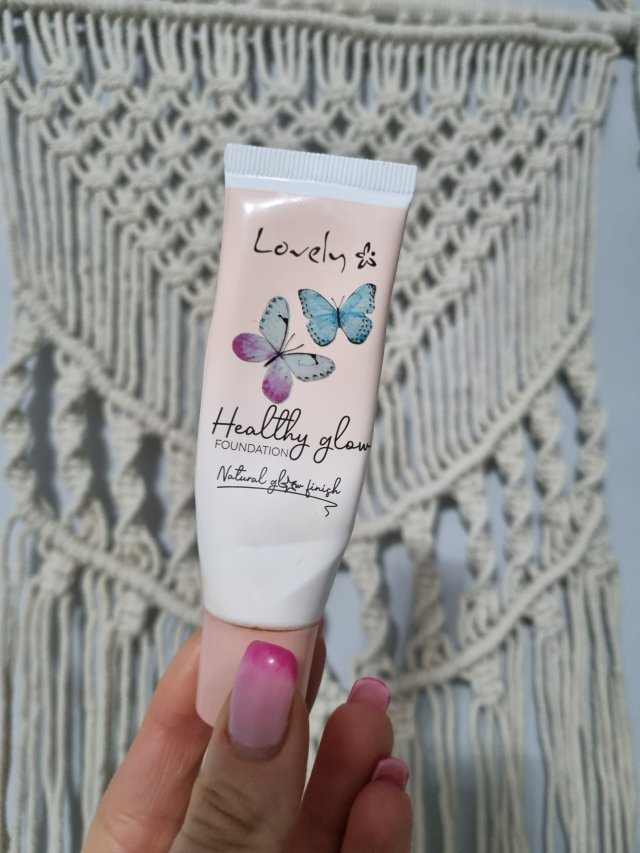 Lovely
Healthy glow
FOUNDATION
Natural glow finish